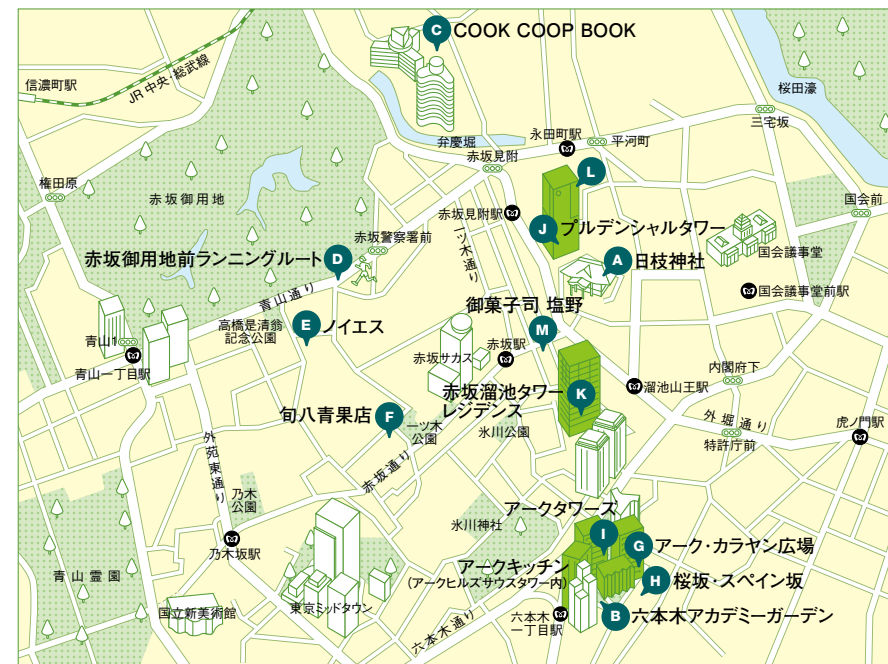 C COOK COOP BOOK
信濃町駅
JR中央・総武線
桜田濠
三宅坂
弁慶堀
永田町駅
平河町
赤坂見附
権田原
赤坂御用地
L
国会前
赤坂見附駅
J プルデンシャルタワー
一ツ木通り
赤坂警察署前
国会議事堂
赤坂御用地前ランニングルート D
A 日枝神社
国会議事堂前駅
青山通り
御菓子司 塩野
高橋是清翁
記念公園
E ノイエス
M
青山1
赤坂サカス
赤坂駅
青山一丁目駅
内閣府下
赤坂溜池タワー
レジデンス
K
溜池山王駅
旬八青果店 F
一ツ木
公園
氷川公園
外堀通り
虎ノ門駅
特許庁前
外苑東通り
赤坂通り
乃木
公園
アークタワーズ
氷川神社
I
乃木坂駅
G アーク・カラヤン広場
アークキッチン
(アークヒルズサウスタワー内)
青山霊園
H 桜坂・スペイン坂
国立新美術館
東京ミッドタウン
六本木通り
六本木
一丁目駅
B 六本木アカデミーガーデン